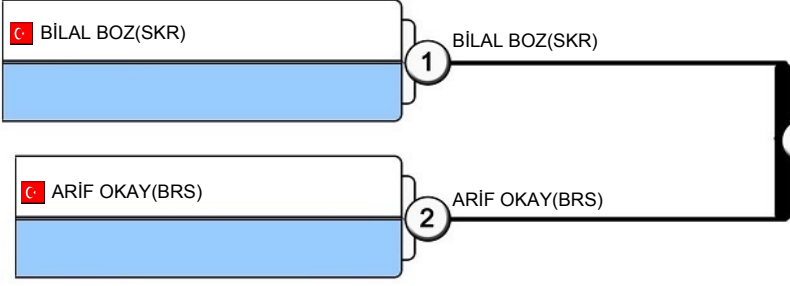 BİLAL BOZ(SKR)
1
BİLAL BOZ(SKR)
ARİF OKAY(BRS)
2
ARİF OKAY(BRS)